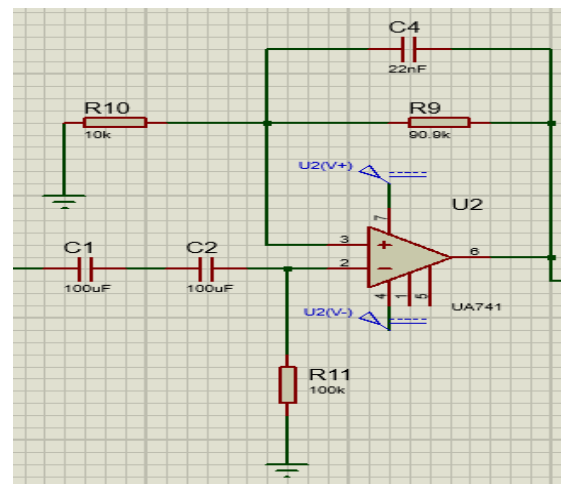 C4
22nF
R10
10k
R9
90.9k
U2(V+)
U2
7
3
+
6
2
−
4
1
5
UA741
U2(V-)
C1
100uF
C2
100uF
R11
100k